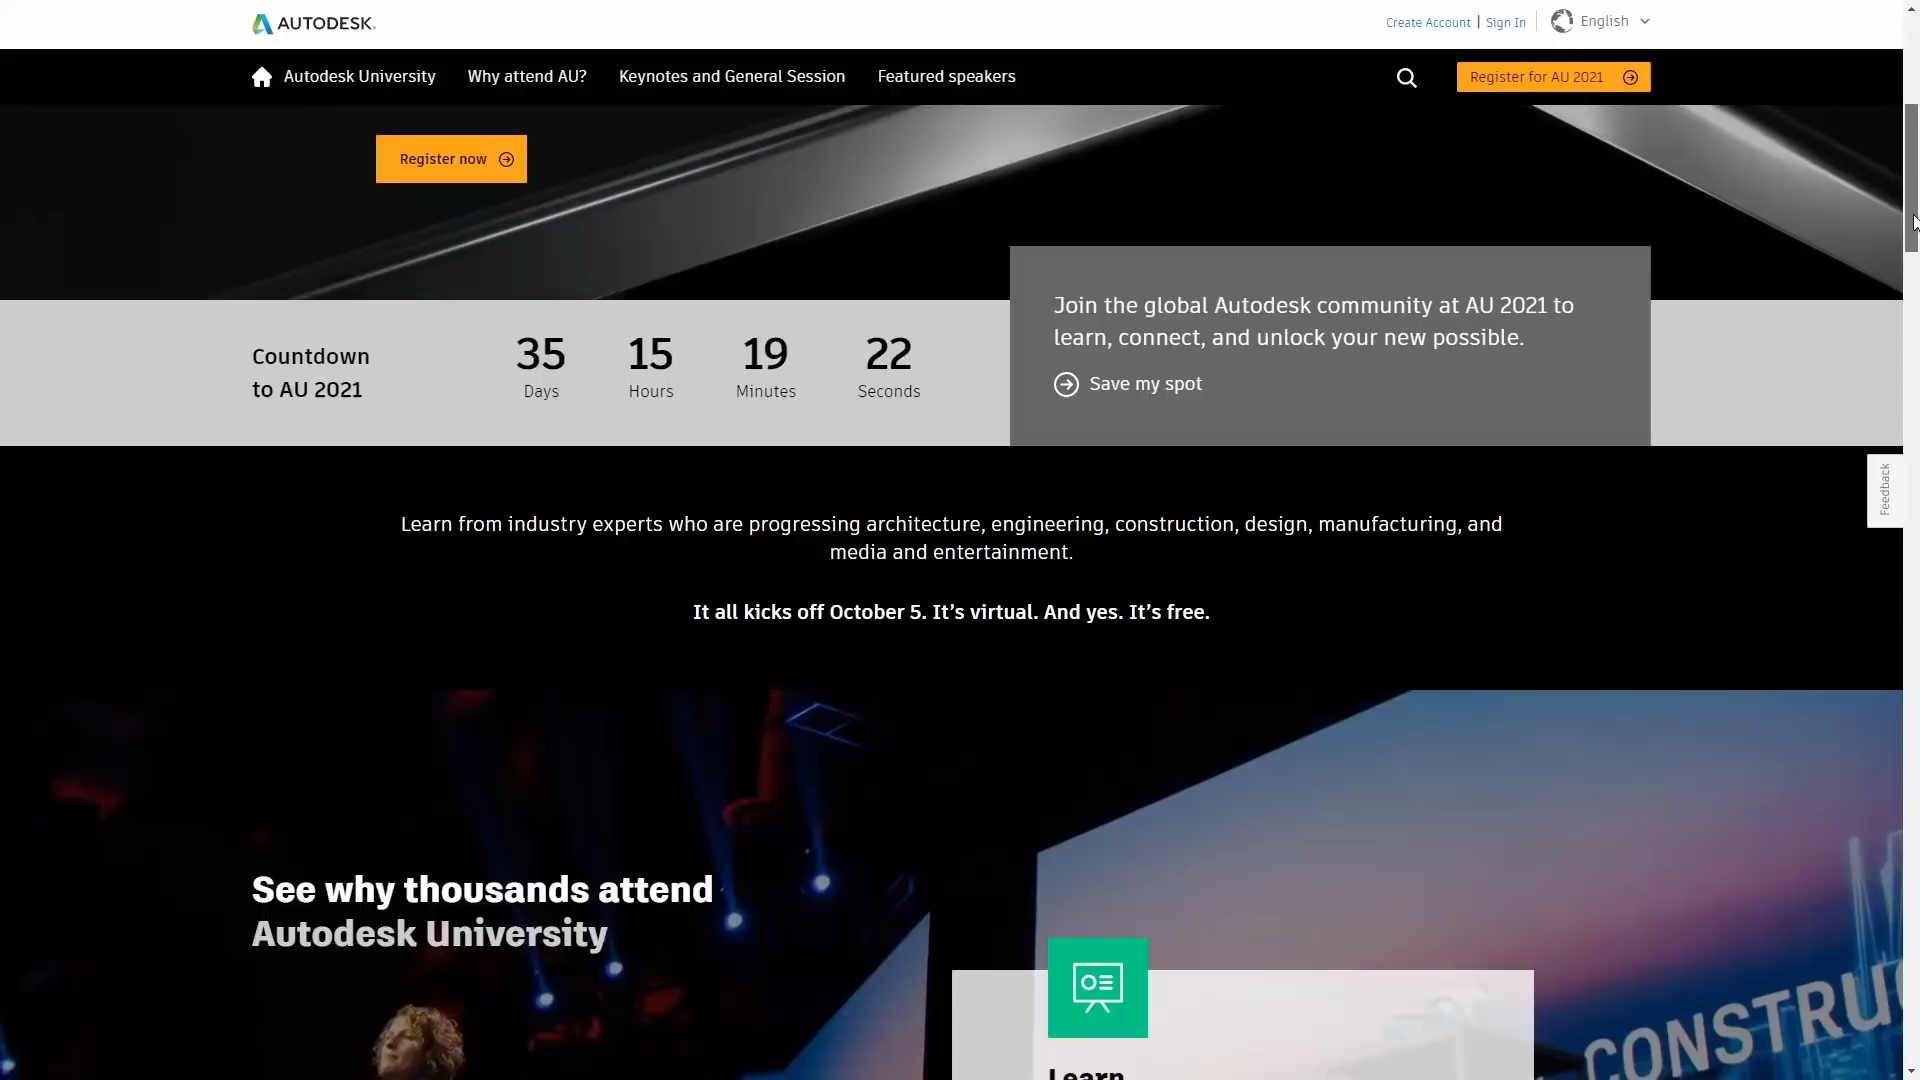 AUTODESK.
Create Account | Sign In
English
Autodesk University
Why attend AU?
Keynotes and General Session
Featured speakers
Register for AU 2021
Register now
Countdown
to AU 2021
35
Days
15
Hours
19
Minutes
22
Seconds
Join the global Autodesk community at AU 2021 to
learn, connect, and unlock your new possible.
Save my spot
Feedback
Learn from industry experts who are progressing architecture, engineering, construction, design, manufacturing, and
media and entertainment.
It all kicks off October 5. It’s virtual. And yes. It’s free.
See why thousands attend
Autodesk University
CONSTRUC
Learn